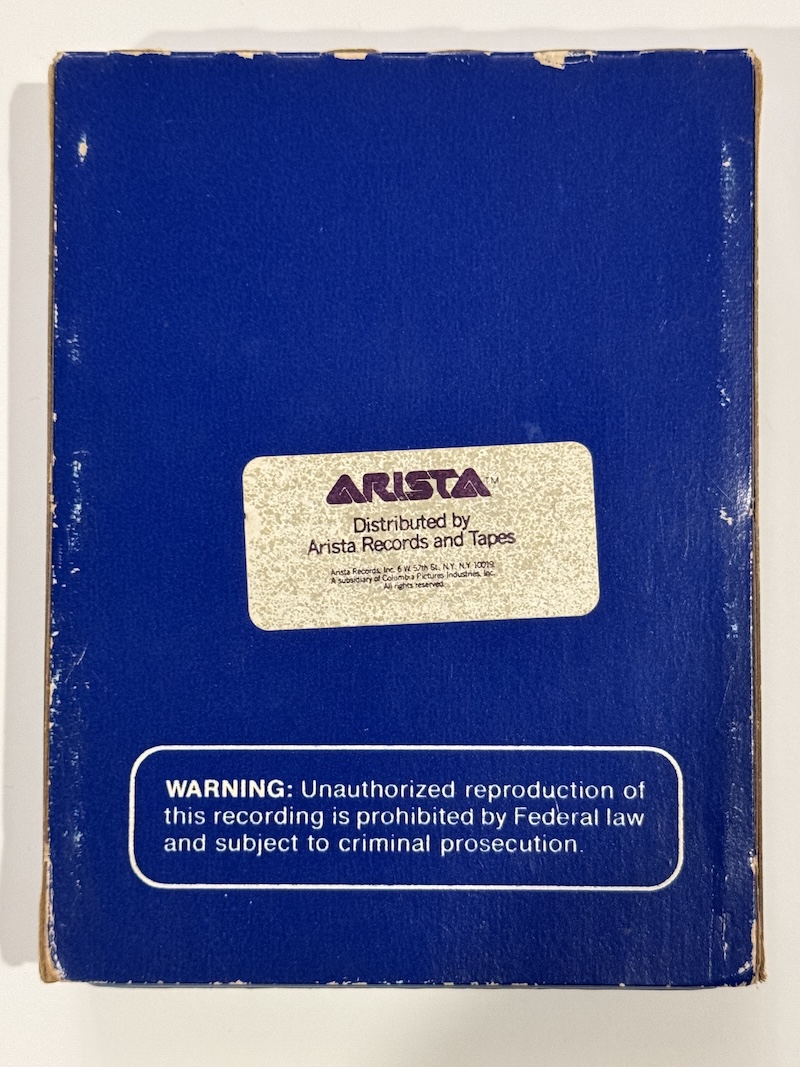 ARISTA™
Distributed by
Arista Records and Tapes
Arista Records, Inc. 6 W. 57th St., N.Y. N.Y. 10019.
A subsidiary of Columbia Pictures Industries, Inc.
All rights reserved.
WARNING: Unauthorized reproduction of
this recording is prohibited by Federal law
and subject to criminal prosecution.